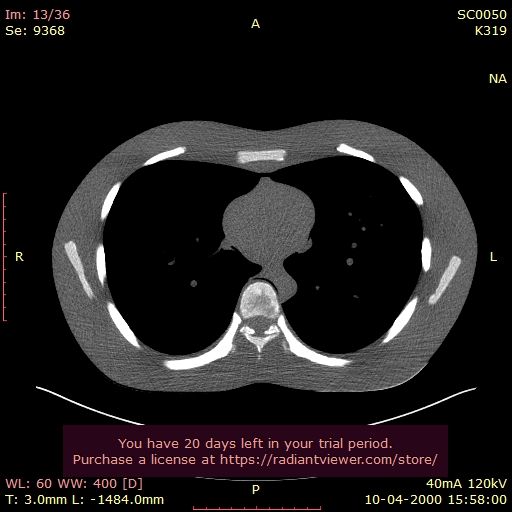 Im: 13/36
Se: 9368
A
SC0050
K319
NA
R
L
You have 20 days left in your trial period.
Purchase a license at https://radiantviewer.com/store/
WL: 60 WW: 400 [D]
T: 3.0mm L: -1484.0mm
P
40mA 120kV
10-04-2000 15:58:00